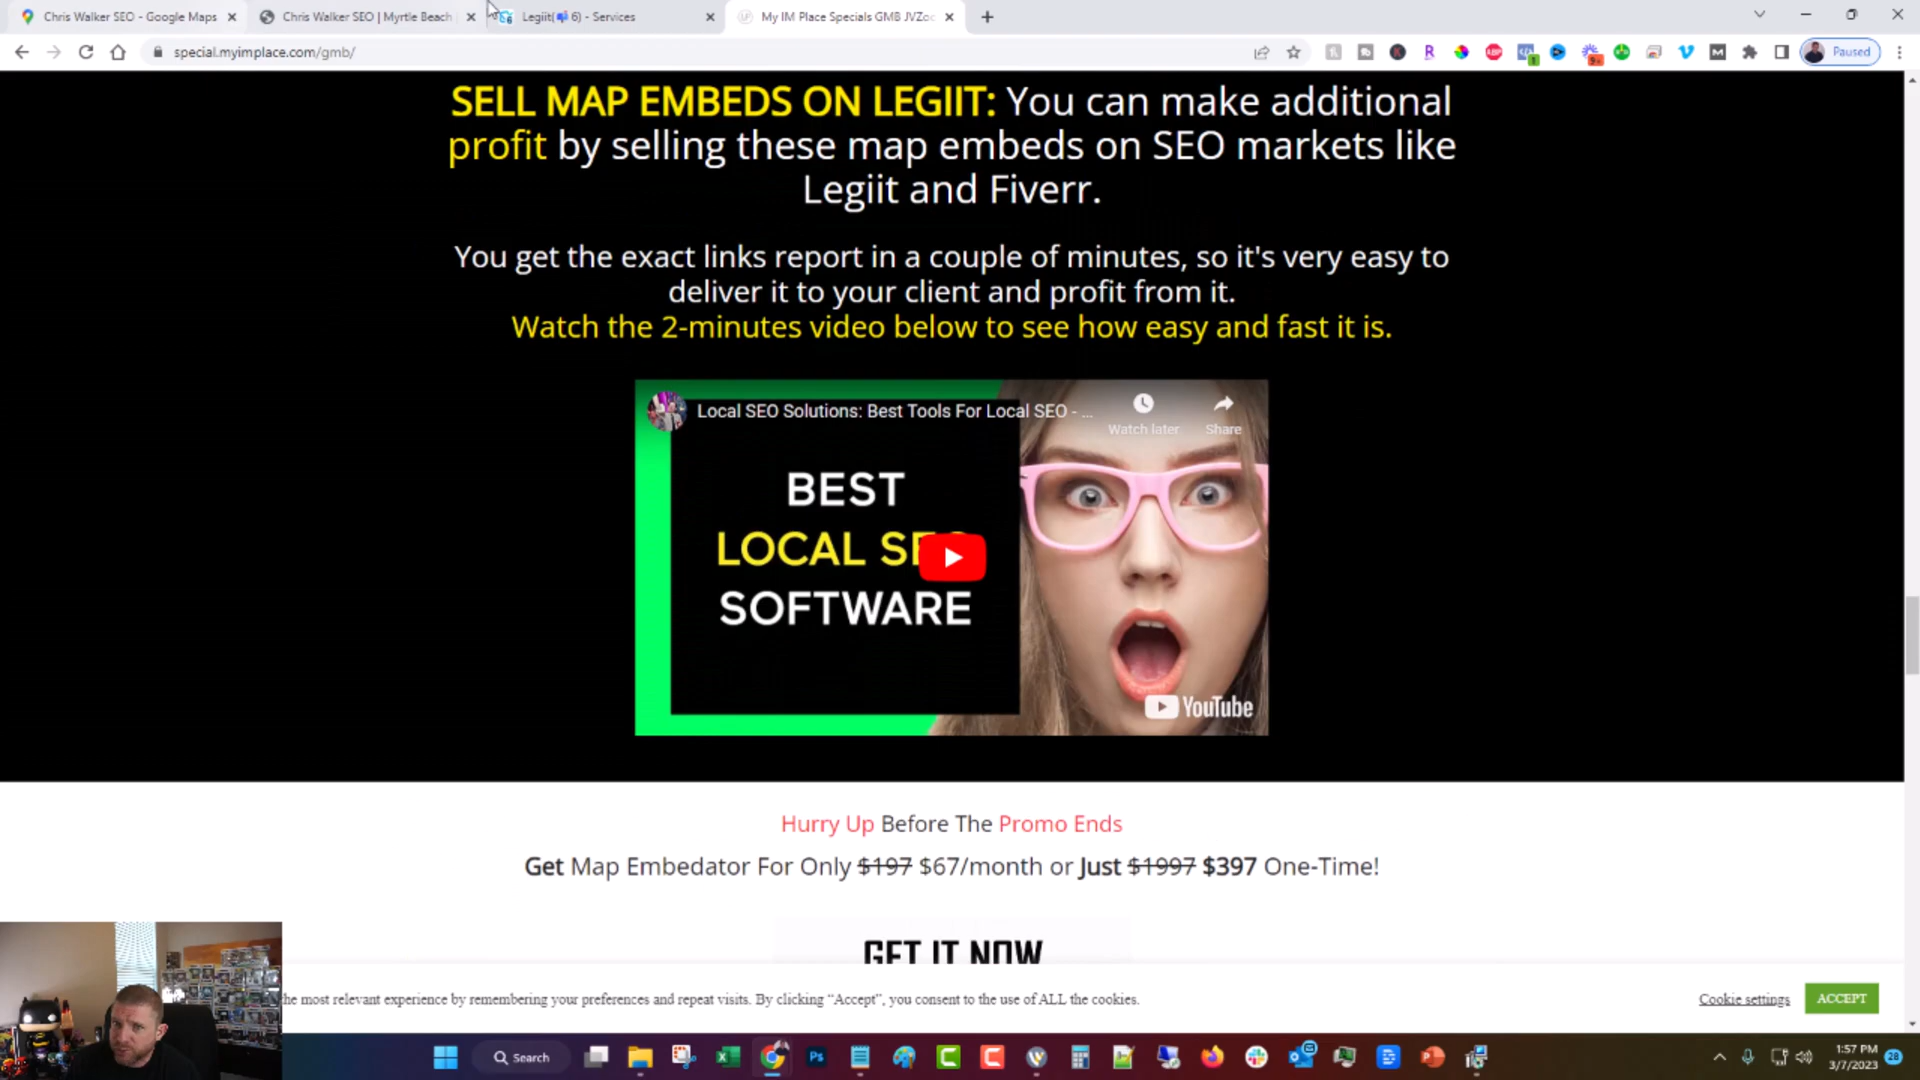 Chris Walker SEO - Google Maps
Chris Walker SEO | Myrtle Beach
Legiit( 6) - Services
My IM Place Specials GMB JVZoo
special.myimplace.com/gmb/
Paused
SELL MAP EMBEDS ON LEGIIT: You can make additional
profit by selling these map embeds on SEO markets like
Legiit and Fiverr.
You get the exact links report in a couple of minutes, so it's very easy to
deliver it to your client and profit from it.
Watch the 2-minutes video below to see how easy and fast it is.
Local SEO Solutions: Best Tools For Local SEO - ...
Watch later
Share
BEST
LOCAL SE
SOFTWARE
YouTube
Hurry Up Before The Promo Ends
Get Map Embedator For Only $197 $67/month or Just $1997 $397 One-Time!
GET IT NOW
the most relevant experience by remembering your preferences and repeat visits. By clicking “Accept”, you consent to the use of ALL the cookies.
Cookie settings
ACCEPT
Search
1:57 PM
3/7/2023
28